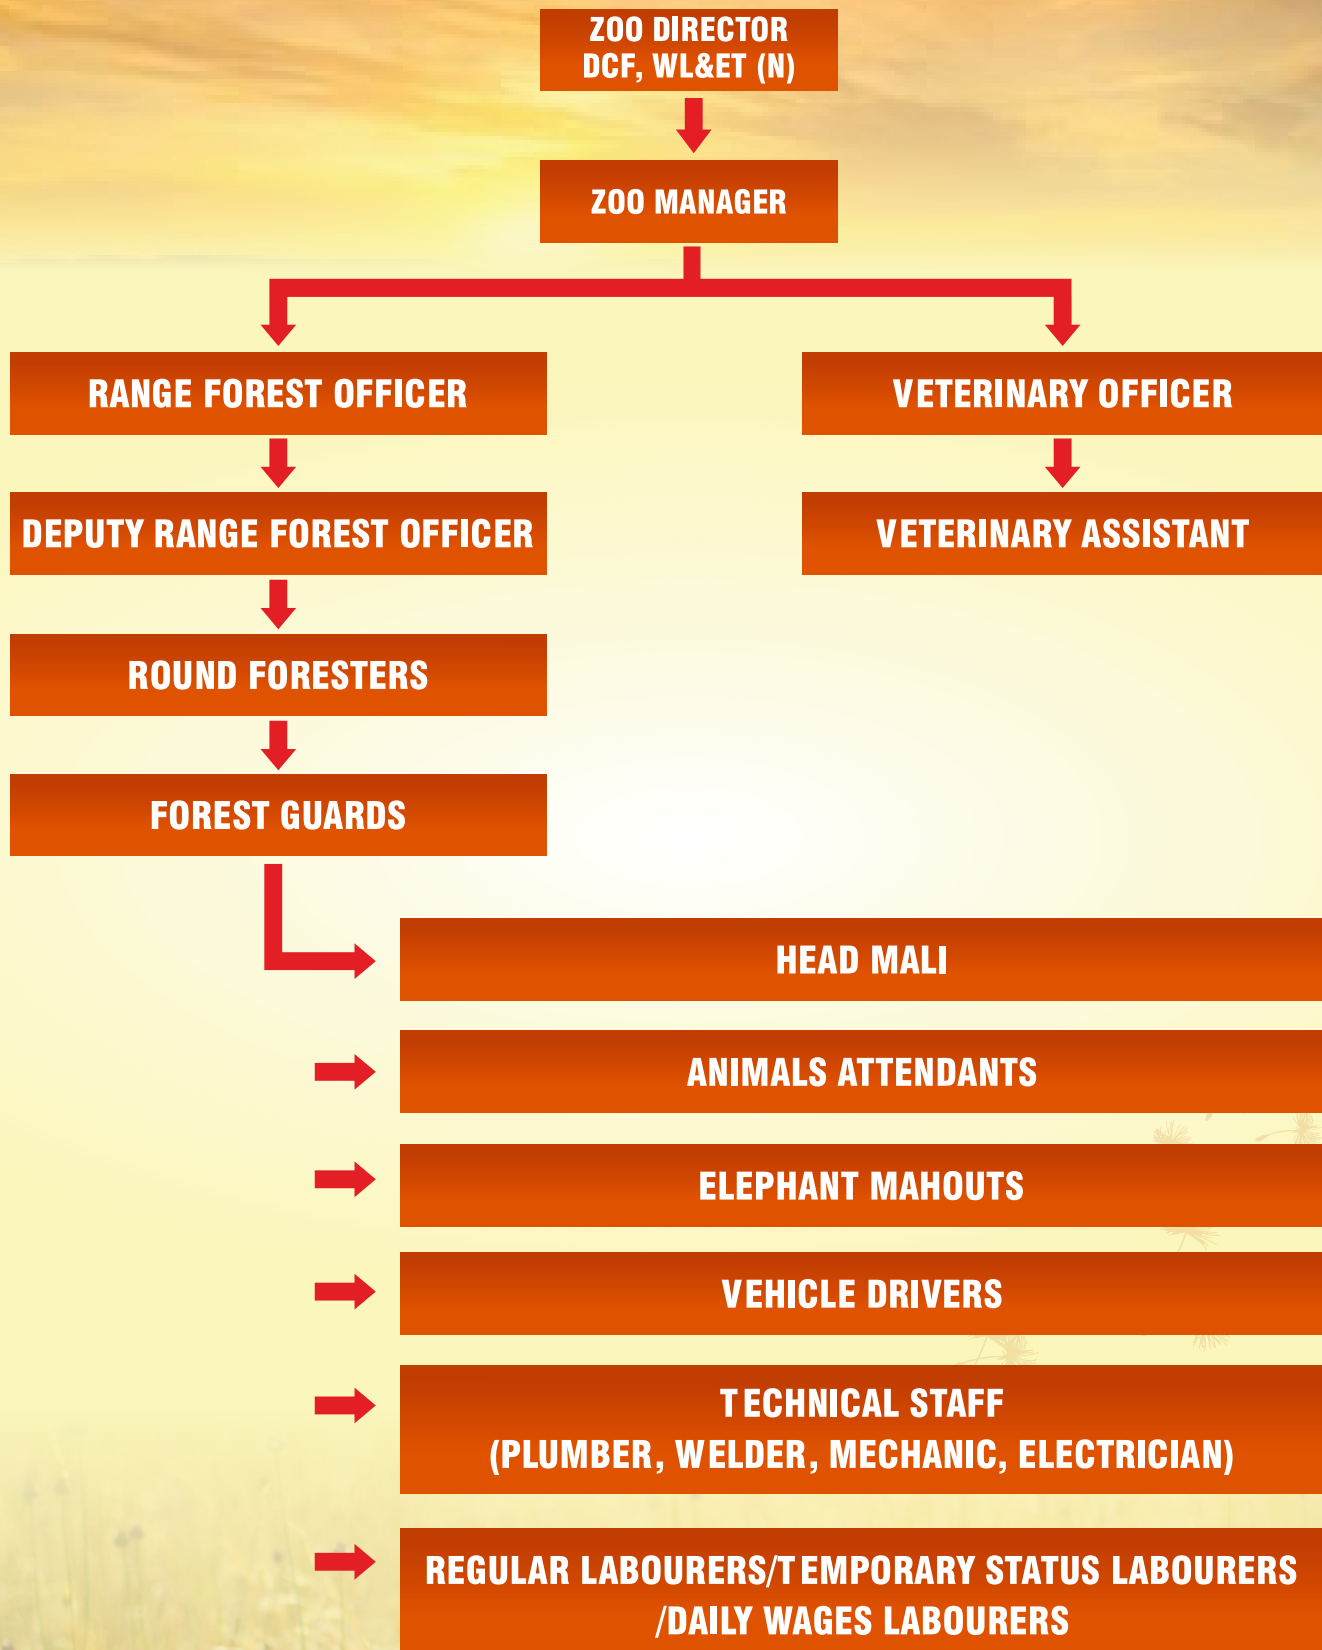 ZOO DIRECTOR
DCF, WL&ET (N)
ZOO MANAGER
RANGE FOREST OFFICER
VETERINARY OFFICER
DEPUTY RANGE FOREST OFFICER
VETERINARY ASSISTANT
ROUND FORESTERS
FOREST GUARDS
HEAD MALI
ANIMALS ATTENDANTS
ELEPHANT MAHOUTS
VEHICLE DRIVERS
TECHNICAL STAFF
(PLUMBER, WELDER, MECHANIC, ELECTRICIAN)
REGULAR LABOURERS/TEMPORARY STATUS LABOURERS
/DAILY WAGES LABOURERS